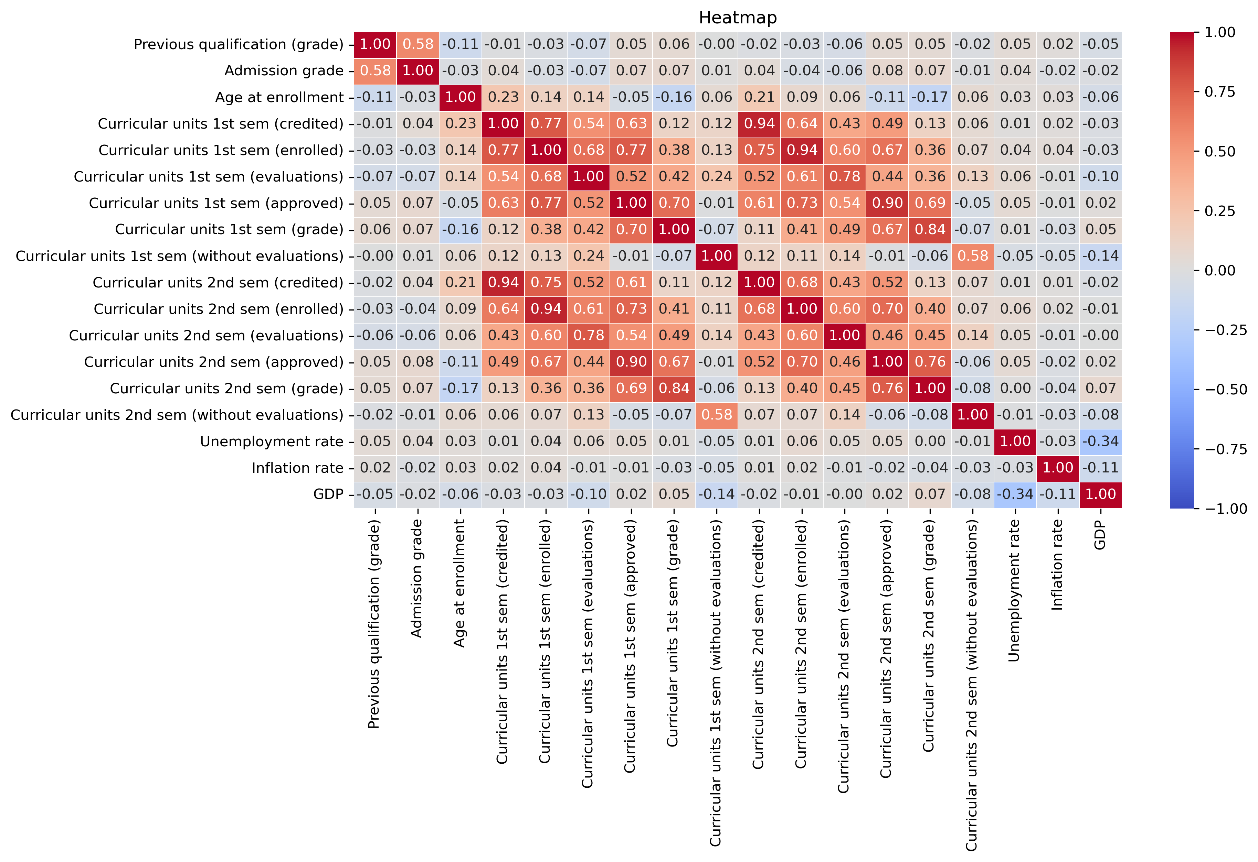 Heatmap
Previous qualification (grade) 1.00 0.58 -0.11 -0.01 -0.03 -0.07 0.05 0.06 -0.00 -0.02 -0.03 -0.06 0.05 0.05 -0.02 0.05 0.02 -0.05
Admission grade 0.58 1.00 -0.03 0.04 -0.03 -0.07 0.07 0.07 0.01 0.04 -0.04 -0.06 0.08 0.07 -0.01 0.04 -0.02 -0.02
Age at enrollment -0.11 -0.03 1.00 0.23 0.14 0.14 -0.05 -0.16 0.06 0.21 0.09 0.06 -0.11 -0.17 0.06 0.03 0.03 -0.06
Curricular units 1st sem (credited) -0.01 0.04 0.23 1.00 0.77 0.54 0.63 0.12 0.12 0.94 0.64 0.43 0.49 0.13 0.06 0.01 0.02 -0.03
Curricular units 1st sem (enrolled) -0.03 -0.03 0.14 0.77 1.00 0.68 0.77 0.38 0.13 0.75 0.94 0.60 0.67 0.36 0.07 0.04 0.04 -0.03
Curricular units 1st sem (evaluations) -0.07 -0.07 0.14 0.54 0.68 1.00 0.52 0.42 0.24 0.52 0.61 0.78 0.44 0.36 0.13 0.06 -0.01 -0.10
Curricular units 1st sem (approved) 0.05 0.07 -0.05 0.63 0.77 0.52 1.00 0.70 -0.01 0.61 0.73 0.54 0.90 0.69 -0.05 0.05 -0.01 0.02
Curricular units 1st sem (grade) 0.06 0.07 -0.16 0.12 0.38 0.42 0.70 1.00 -0.07 0.11 0.41 0.49 0.67 0.84 -0.07 0.01 -0.03 0.05
Curricular units 1st sem (without evaluations) -0.00 0.01 0.06 0.12 0.13 0.24 -0.01 -0.07 1.00 0.12 0.11 0.14 -0.01 -0.06 0.58 -0.05 -0.05 -0.14
Curricular units 2nd sem (credited) -0.02 0.04 0.21 0.94 0.75 0.52 0.61 0.11 0.12 1.00 0.68 0.43 0.52 0.13 0.07 0.01 0.01 -0.02
Curricular units 2nd sem (enrolled) -0.03 -0.04 0.09 0.64 0.94 0.61 0.73 0.41 0.11 0.68 1.00 0.60 0.70 0.40 0.07 0.06 0.02 -0.01
Curricular units 2nd sem (evaluations) -0.06 -0.06 0.06 0.43 0.60 0.78 0.54 0.49 0.14 0.43 0.60 1.00 0.46 0.45 0.14 0.05 -0.01 -0.00
Curricular units 2nd sem (approved) 0.05 0.08 -0.11 0.49 0.67 0.44 0.90 0.67 -0.01 0.52 0.70 0.46 1.00 0.76 -0.06 0.05 -0.02 0.02
Curricular units 2nd sem (grade) 0.05 0.07 -0.17 0.13 0.36 0.36 0.69 0.84 -0.06 0.13 0.40 0.45 0.76 1.00 -0.08 0.00 -0.04 0.07
Curricular units 2nd sem (without evaluations) -0.02 -0.01 0.06 0.06 0.07 0.13 -0.05 -0.07 0.58 0.07 0.07 0.14 -0.06 -0.08 1.00 -0.01 -0.03 -0.08
Unemployment rate 0.05 0.04 0.03 0.01 0.04 0.06 0.05 0.01 -0.05 0.01 0.06 0.05 0.05 0.00 -0.01 1.00 -0.03 -0.34
Inflation rate 0.02 -0.02 0.03 0.02 0.04 -0.01 -0.01 -0.03 -0.05 0.01 0.02 -0.01 -0.02 -0.04 -0.03 -0.03 1.00 -0.11
GDP -0.05 -0.02 -0.06 -0.03 -0.03 -0.10 0.02 0.05 -0.14 -0.02 -0.01 -0.00 0.02 0.07 -0.08 -0.34 -0.11 1.00
Previous qualification (grade)
Admission grade
Age at enrollment
Curricular units 1st sem (credited)
Curricular units 1st sem (enrolled)
Curricular units 1st sem (evaluations)
Curricular units 1st sem (approved)
Curricular units 1st sem (grade)
Curricular units 1st sem (without evaluations)
Curricular units 2nd sem (credited)
Curricular units 2nd sem (enrolled)
Curricular units 2nd sem (evaluations)
Curricular units 2nd sem (approved)
Curricular units 2nd sem (grade)
Curricular units 2nd sem (without evaluations)
Unemployment rate
Inflation rate
GDP
1.00
0.75
0.50
0.25
0.00
−0.25
−0.50
−0.75
−1.00